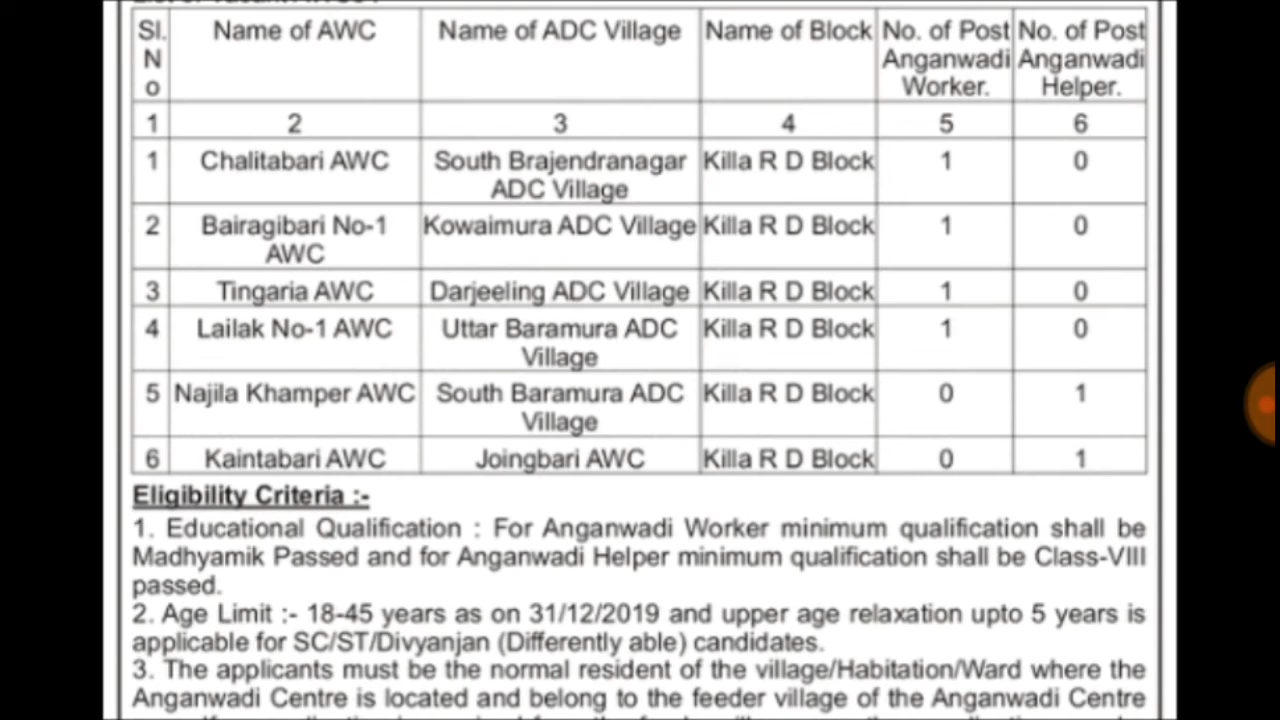 Sl. No Name of AWC Name of ADC Village Name of Block No. of Post Anganwadi Worker. No. of Post Anganwadi Helper.
1 2 3 4 5 6
1 Chalitabari AWC South Brajendranagar ADC Village Killa R D Block 1 0
2 Bairagibari No-1 AWC Kowaimura ADC Village Killa R D Block 1 0
3 Tingaria AWC Darjeeling ADC Village Killa R D Block 1 0
4 Lailak No-1 AWC Uttar Baramura ADC Village Killa R D Block 1 0
5 Najila Khamper AWC South Baramura ADC Village Killa R D Block 0 1
6 Kaintabari AWC Joingbari AWC Killa R D Block 0 1
Eligibility Criteria :-
1. Educational Qualification : For Anganwadi Worker minimum qualification shall be
Madhyamik Passed and for Anganwadi Helper minimum qualification shall be Class-VIII
passed.
2. Age Limit :- 18-45 years as on 31/12/2019 and upper age relaxation upto 5 years is
applicable for SC/ST/Divyanjan (Differently able) candidates.
3. The applicants must be the normal resident of the village/Habitation/Ward where the
Anganwadi Centre is located and belong to the feeder village of the Anganwadi Centre